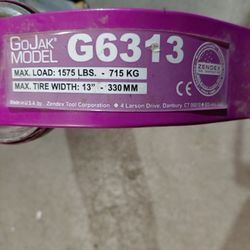 GOJAK®
MODEL G6313
MAX. LOAD: 1575 LBS. - 715 KG
MAX. TIRE WIDTH: 13" - 330 MM
CE
ZENDEX
Made in U.S.A. by Zendex Tool Corporation ◆ 4 Larson Drive, Danbury, CT 06810